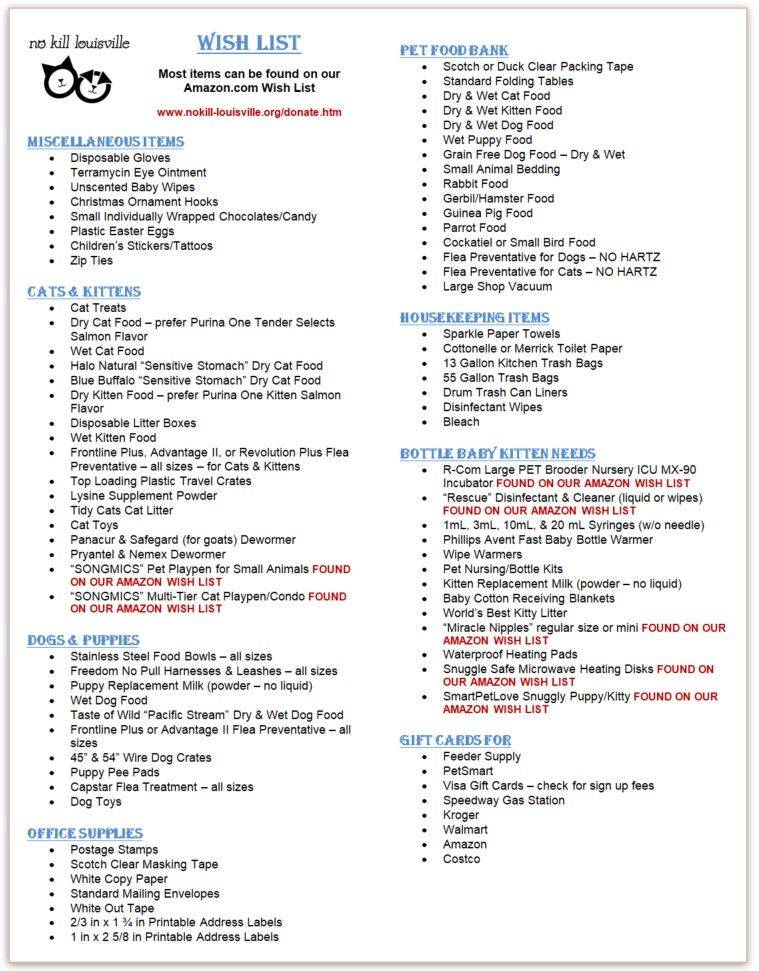 no kill louisville
WISH LIST
Most items can be found on our
Amazon.com Wish List
www.nokill-louisville.org/donate.htm
MISCELLANEOUS ITEMS
• Disposable Gloves
• Terramycin Eye Ointment
• Unscented Baby Wipes
• Christmas Ornament Hooks
• Small Individually Wrapped Chocolates/Candy
• Plastic Easter Eggs
• Children's Stickers/Tattoos
• Zip Ties
CATS & KITTENS
• Cat Treats
• Dry Cat Food – prefer Purina One Tender Selects
Salmon Flavor
• Wet Cat Food
• Halo Natural “Sensitive Stomach” Dry Cat Food
• Blue Buffalo “Sensitive Stomach” Dry Cat Food
• Dry Kitten Food – prefer Purina One Kitten Salmon
Flavor
• Disposable Litter Boxes
• Wet Kitten Food
• Frontline Plus, Advantage II, or Revolution Plus Flea
Preventative – all sizes – for Cats & Kittens
• Top Loading Plastic Travel Crates
• Lysine Supplement Powder
• Tidy Cats Cat Litter
• Cat Toys
• Panacur & Safegard (for goats) Dewormer
• Pryantel & Nemex Dewormer
• “SONGMICS” Pet Playpen for Small Animals FOUND
ON OUR AMAZON WISH LIST
• “SONGMICS” Multi-Tier Cat Playpen/Condo FOUND
ON OUR AMAZON WISH LIST
DOGS & PUPPIES
• Stainless Steel Food Bowls – all sizes
• Freedom No Pull Harnesses & Leashes – all sizes
• Puppy Replacement Milk (powder – no liquid)
• Wet Dog Food
• Taste of Wild “Pacific Stream” Dry & Wet Dog Food
• Frontline Plus or Advantage II Flea Preventative – all
sizes
• 45” & 54” Wire Dog Crates
• Puppy Pee Pads
• Capstar Flea Treatment – all sizes
• Dog Toys
OFFICE SUPPLIES
• Postage Stamps
• Scotch Clear Masking Tape
• White Copy Paper
• Standard Mailing Envelopes
• White Out Tape
• 2/3 in x 1 ¾ in Printable Address Labels
• 1 in x 2 5/8 in Printable Address Labels
PET FOOD BANK
• Scotch or Duck Clear Packing Tape
• Standard Folding Tables
• Dry & Wet Cat Food
• Dry & Wet Kitten Food
• Dry & Wet Dog Food
• Wet Puppy Food
• Grain Free Dog Food – Dry & Wet
• Small Animal Bedding
• Rabbit Food
• Gerbil/Hamster Food
• Guinea Pig Food
• Parrot Food
• Cockatiel or Small Bird Food
• Flea Preventative for Dogs – NO HARTZ
• Flea Preventative for Cats – NO HARTZ
• Large Shop Vacuum
HOUSEKEEPING ITEMS
• Sparkle Paper Towels
• Cottonelle or Merrick Toilet Paper
• 13 Gallon Kitchen Trash Bags
• 55 Gallon Trash Bags
• Drum Trash Can Liners
• Disinfectant Wipes
• Bleach
BOTTLE BABY KITTEN NEEDS
• R-Com Large PET Brooder Nursery ICU MX-90
Incubator FOUND ON OUR AMAZON WISH LIST
• “Rescue” Disinfectant & Cleaner (liquid or wipes)
FOUND ON OUR AMAZON WISH LIST
• 1mL, 3mL, 10mL, & 20 mL Syringes (w/o needle)
• Phillips Avent Fast Baby Bottle Warmer
• Wipe Warmers
• Pet Nursing/Bottle Kits
• Kitten Replacement Milk (powder – no liquid)
• Baby Cotton Receiving Blankets
• World's Best Kitty Litter
• “Miracle Nipples” regular size or mini FOUND ON OUR
AMAZON WISH LIST
• Waterproof Heating Pads
• Snuggle Safe Microwave Heating Disks FOUND ON
OUR AMAZON WISH LIST
• SmartPetLove Snuggly Puppy/Kitty FOUND ON OUR
AMAZON WISH LIST
GIFT CARDS FOR
• Feeder Supply
• PetSmart
• Visa Gift Cards – check for sign up fees
• Speedway Gas Station
• Kroger
• Walmart
• Amazon
• Costco